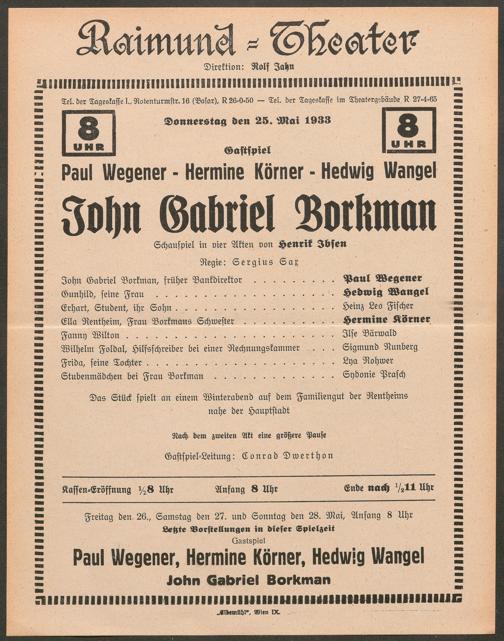 Raimund-Theater
Direktion: Rolf Jahn
Tel. der Tageskasse I., Rotenturmstr. 16 (Basar), R 26-0-50 — Tel. der Tageskasse im Theatergebäude R 27-4-65
8 UHR
Donnerstag den 25. Mai 1933
8 UHR
Gastspiel
Paul Wegener - Hermine Körner - Hedwig Wangel
John Gabriel Borkman
Schauspiel in vier Akten von Henrik Ibsen
Regie: Sergius Sax
John Gabriel Borkman, früher Bankdirektor . . . . . . . . . Paul Wegener
Gunhild, seine Frau . . . . . . . . . . . . . . . . . . Hedwig Wangel
Erhart, Student, ihr Sohn . . . . . . . . . . . . . . . . Heinz Leo Fischer
Ella Rentheim, Frau Borkmans Schwester . . . . . . . . . . Hermine Körner
Fanny Wilton . . . . . . . . . . . . . . . . . . . . Ilse Bärwald
Wilhelm Foldal, Hilfsschreiber bei einer Rechnungskammer . . . . Sigmund Nunberg
Frida, seine Tochter . . . . . . . . . . . . . . . . . . Lya Rohwer
Stubenmädchen bei Frau Borkman . . . . . . . . . . . . Sydonie Prasch
Das Stück spielt an einem Winterabend auf dem Familiengut der Rentheims
nahe der Hauptstadt
Nach dem zweiten Akt eine größere Pause
Gastspiel-Leitung: Conrad Dwerthon
Kassen-Eröffnung ½8 Uhr Anfang 8 Uhr Ende nach ½11 Uhr
Freitag den 26., Samstag den 27. und Sonntag den 28. Mai, Anfang 8 Uhr
Letzte Vorstellungen in dieser Spielzeit
Gastspiel
Paul Wegener, Hermine Körner, Hedwig Wangel
John Gabriel Borkman
„Elbemühl“, Wien IX.